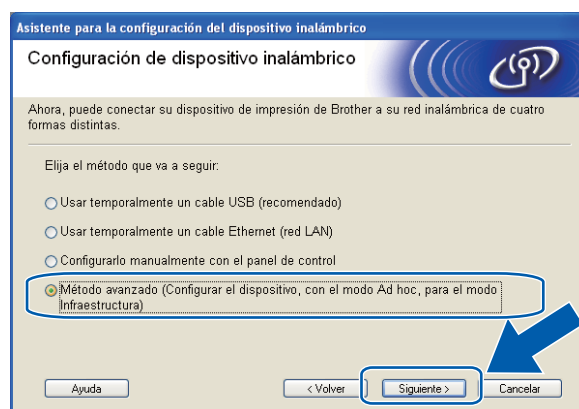 Asistente para la configuración del dispositivo inalámbrico
Configuración de dispositivo inalámbrico
Ahora, puede conectar su dispositivo de impresión de Brother a su red inalámbrica de cuatro
formas distintas.
Elija el método que va a seguir:
Usar temporalmente un cable USB (recomendado)
Usar temporalmente un cable Ethernet (red LAN)
Configurarlo manualmente con el panel de control
Método avanzado (Configurar el dispositivo, con el modo Ad hoc, para el modo
Infraestructura)
Ayuda
< Volver
Siguiente >
Cancelar